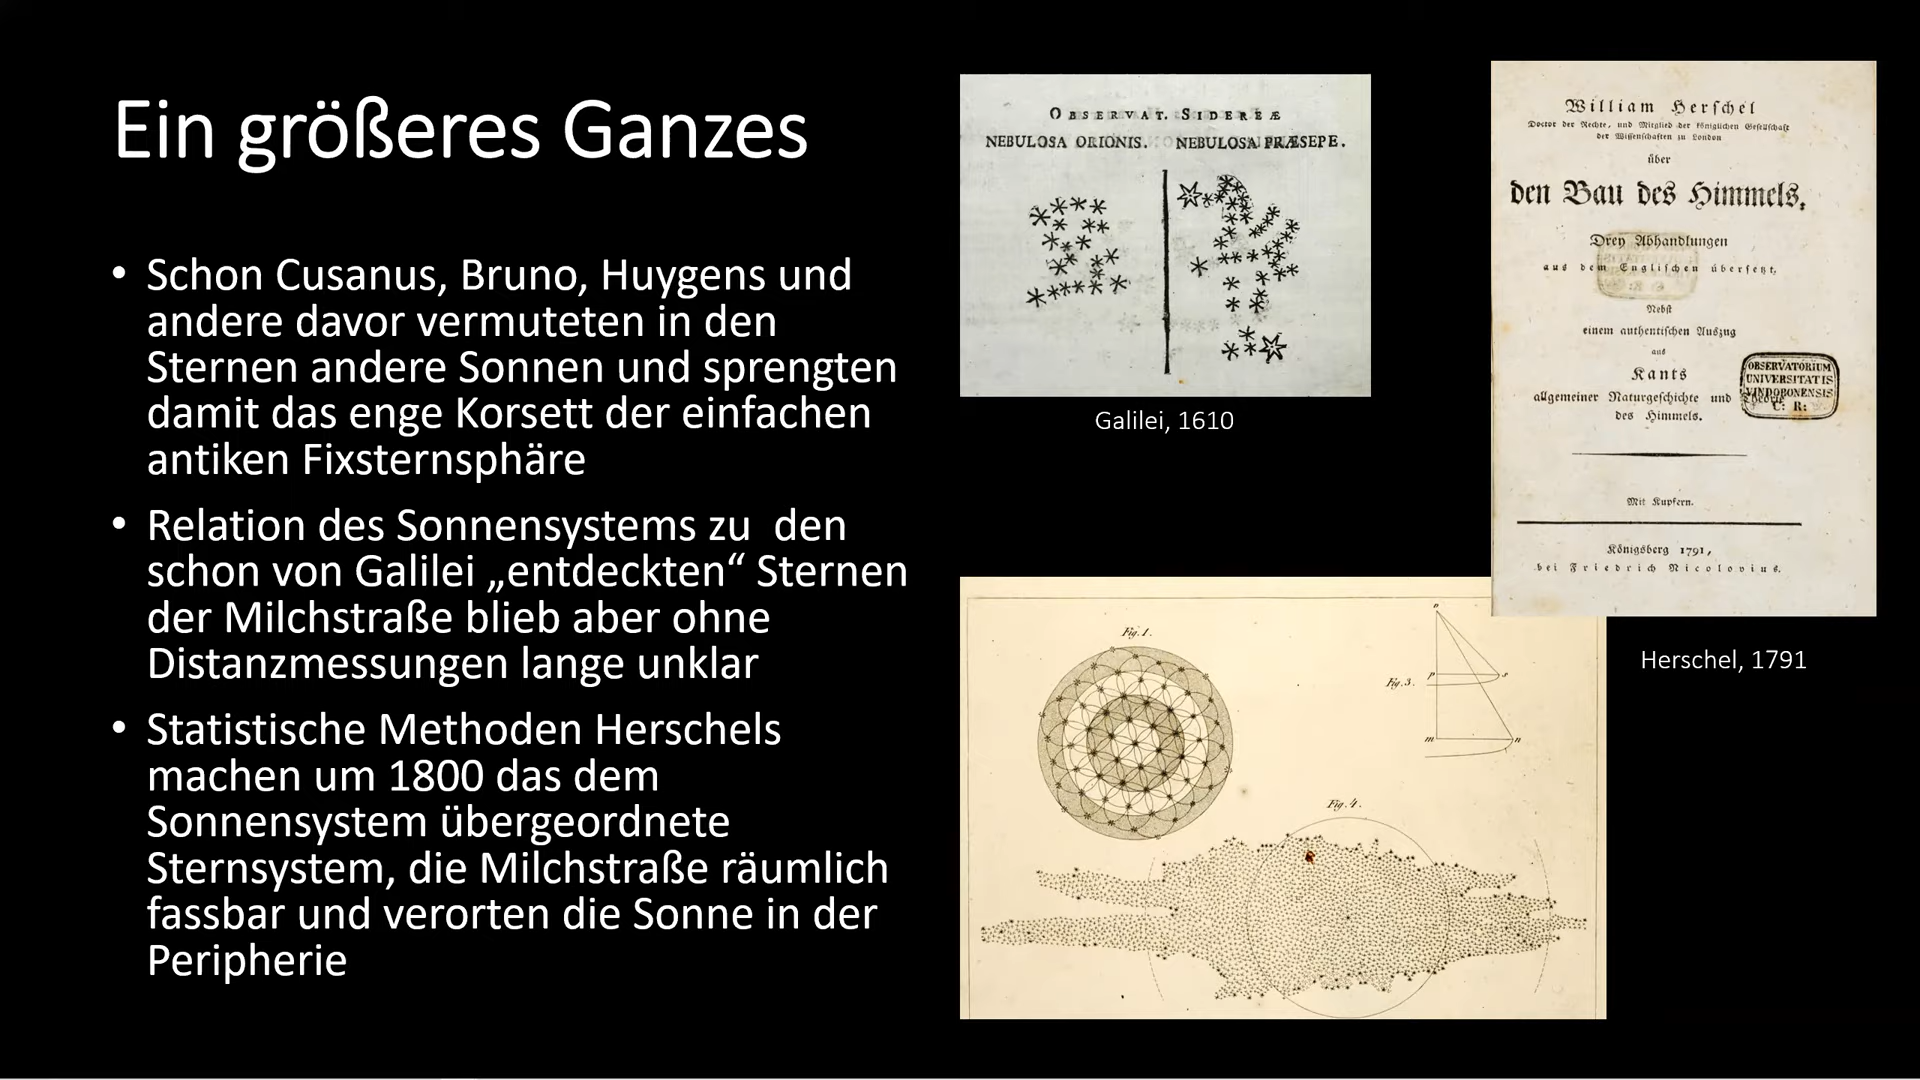 Ein größeres Ganzes
• Schon Cusanus, Bruno, Huygens und
andere davor vermuteten in den
Sternen andere Sonnen und sprengten
damit das enge Korsett der einfachen
antiken Fixsternsphäre
• Relation des Sonnensystems zu  den
schon von Galilei „entdeckten“ Sternen
der Milchstraße blieb aber ohne
Distanzmessungen lange unklar
• Statistische Methoden Herschels
machen um 1800 das dem
Sonnensystem übergeordnete
Sternsystem, die Milchstraße räumlich
fassbar und verorten die Sonne in der
Peripherie
OBSERVAT. SIDEREÆ
NEBULOSA ORIONIS. NEBULOSA PRÆSEPE.
Galilei, 1610
William Herschel
Doctor der Rechte, und Mitglied der königlichen Gesellschaft
der Wissenschaften zu London
über
den Bau des Himmels.
Drey Abhandlungen
aus dem Englischen übersetzt.
Nebst
einem authentischen Auszug
aus
Kants
allgemeiner Naturgeschichte und Theorie
des Himmels.
OBSERVATORIUM
UNIVERSITATIS
VINDOBONENSIS
C: R:
Mit Kupfern.
Königsberg 1791,
bei Friedrich Nicolovius.
Herschel, 1791
Fig. 1.
Fig. 3.
p
s
m
n
Fig. 4.